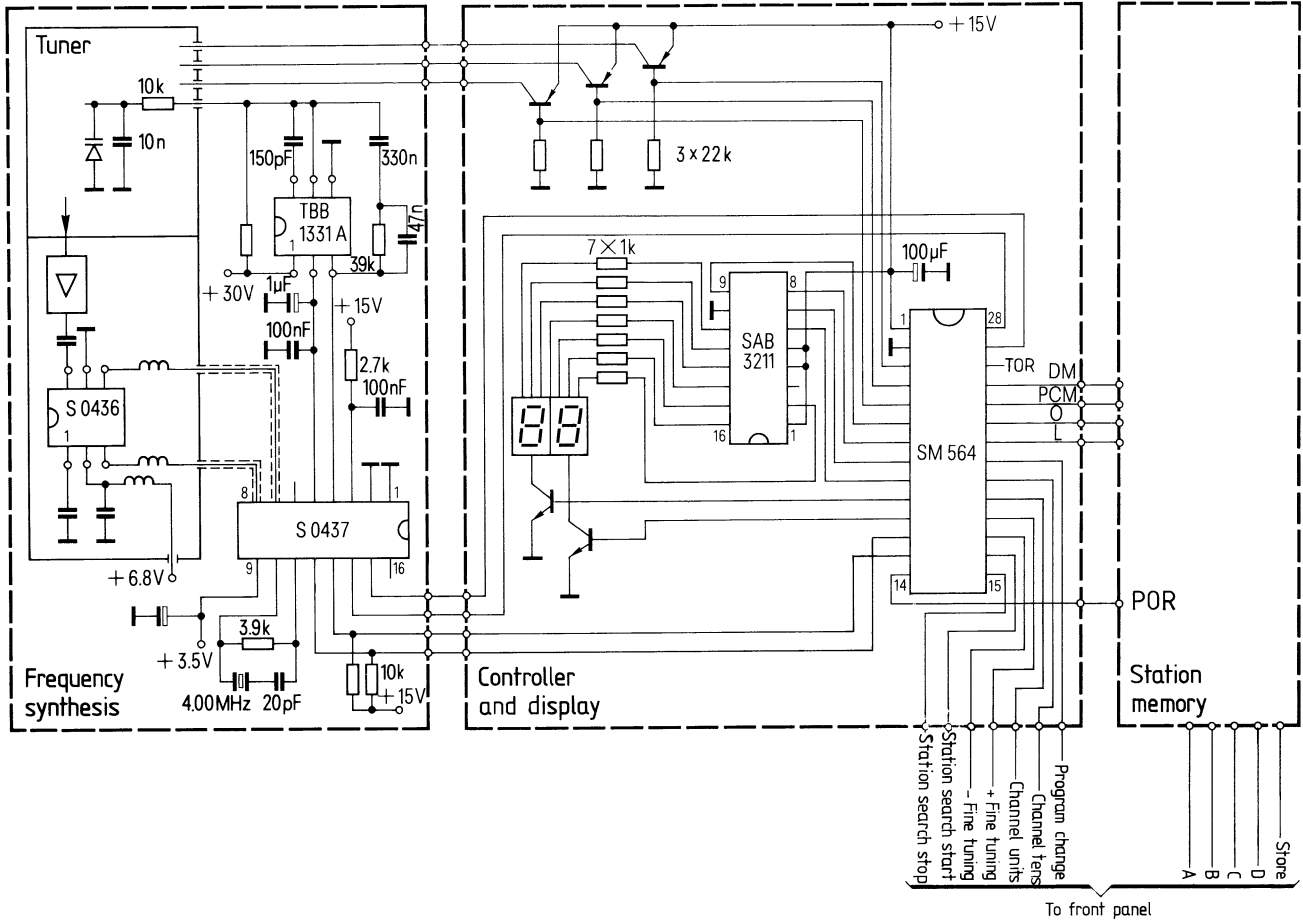 Tuner
10k
10n
150pF
330n
TBB
1331 A
1
47n
39k
+30V
1µF
+15V
100nF
2.7k
100nF
S 0436
1
8
1
S 0437
9
16
+6.8V
3.9k
+3.5V
4.00MHz
20pF
10k
+15V
Frequency
synthesis
+15V
3×22k
7×1k
100µF
9
8
SAB
3211
16
1
88
1
28
TOR
DM
PCM
O
L
SM 564
14
15
POR
Controller
and display
Station
memory
Station search stop
Station search start
- Fine tuning
+ Fine tuning
Channel units
Channel tens
Program change
A
B
C
D
Store
To front panel